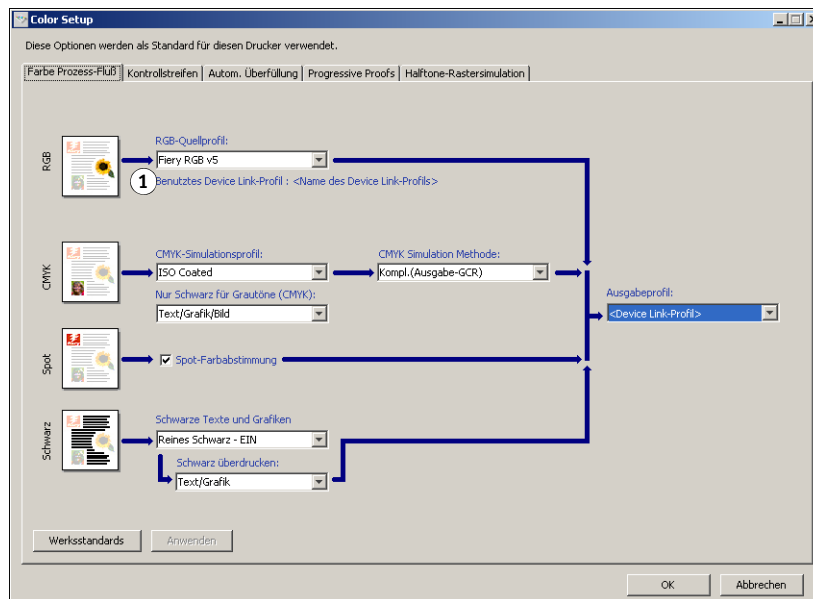 Color Setup
Diese Optionen werden als Standard für diesen Drucker verwendet.
Farbe Prozess-Fluß Kontrollstreifen Autom. Überfüllung Progressive Proofs Halftone-Rastersimulation
RGB
RGB-Quellprofil:
Fiery RGB v5
1
Benutztes Device Link-Profil : <Name des Device Link-Profils>
CMYK
CMYK-Simulationsprofil:
ISO Coated
CMYK Simulation Methode:
Kompl.(Ausgabe-GCR)
Nur Schwarz für Grautöne (CMYK):
Text/Grafik/Bild
Ausgabeprofil:
<Device Link-Profil>
Spot
Spot-Farbabstimmung
Schwarz
Schwarze Texte und Grafiken
Reines Schwarz - EIN
Schwarz überdrucken:
Text/Grafik
Werksstandards Anwenden
OK Abbrechen